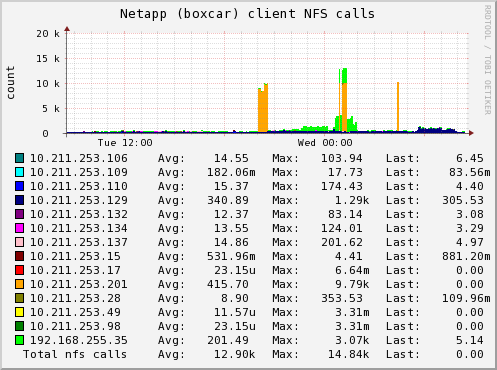 Netapp (boxcar) client NFS calls
RRDTOOL / TOBI OETIKER
count
20 k
15 k
10 k
5 k
0
Tue 12:00 Wed 00:00
10.211.253.106 Avg: 14.55 Max: 103.94 Last: 6.45
10.211.253.109 Avg: 182.06m Max: 17.73 Last: 83.56m
10.211.253.110 Avg: 15.37 Max: 174.43 Last: 4.40
10.211.253.129 Avg: 340.89 Max: 1.29k Last: 305.53
10.211.253.132 Avg: 12.37 Max: 83.14 Last: 3.08
10.211.253.134 Avg: 13.55 Max: 124.01 Last: 3.29
10.211.253.137 Avg: 14.86 Max: 201.62 Last: 4.97
10.211.253.15 Avg: 531.96m Max: 4.41 Last: 881.20m
10.211.253.17 Avg: 23.15u Max: 6.64m Last: 0.00
10.211.253.201 Avg: 415.70 Max: 9.79k Last: 0.00
10.211.253.28 Avg: 8.90 Max: 353.53 Last: 109.96m
10.211.253.49 Avg: 11.57u Max: 3.31m Last: 0.00
10.211.253.98 Avg: 23.15u Max: 3.31m Last: 0.00
192.168.255.35 Avg: 201.49 Max: 3.07k Last: 5.14
Total nfs calls Avg: 12.90k Max: 14.84k Last: 0.00